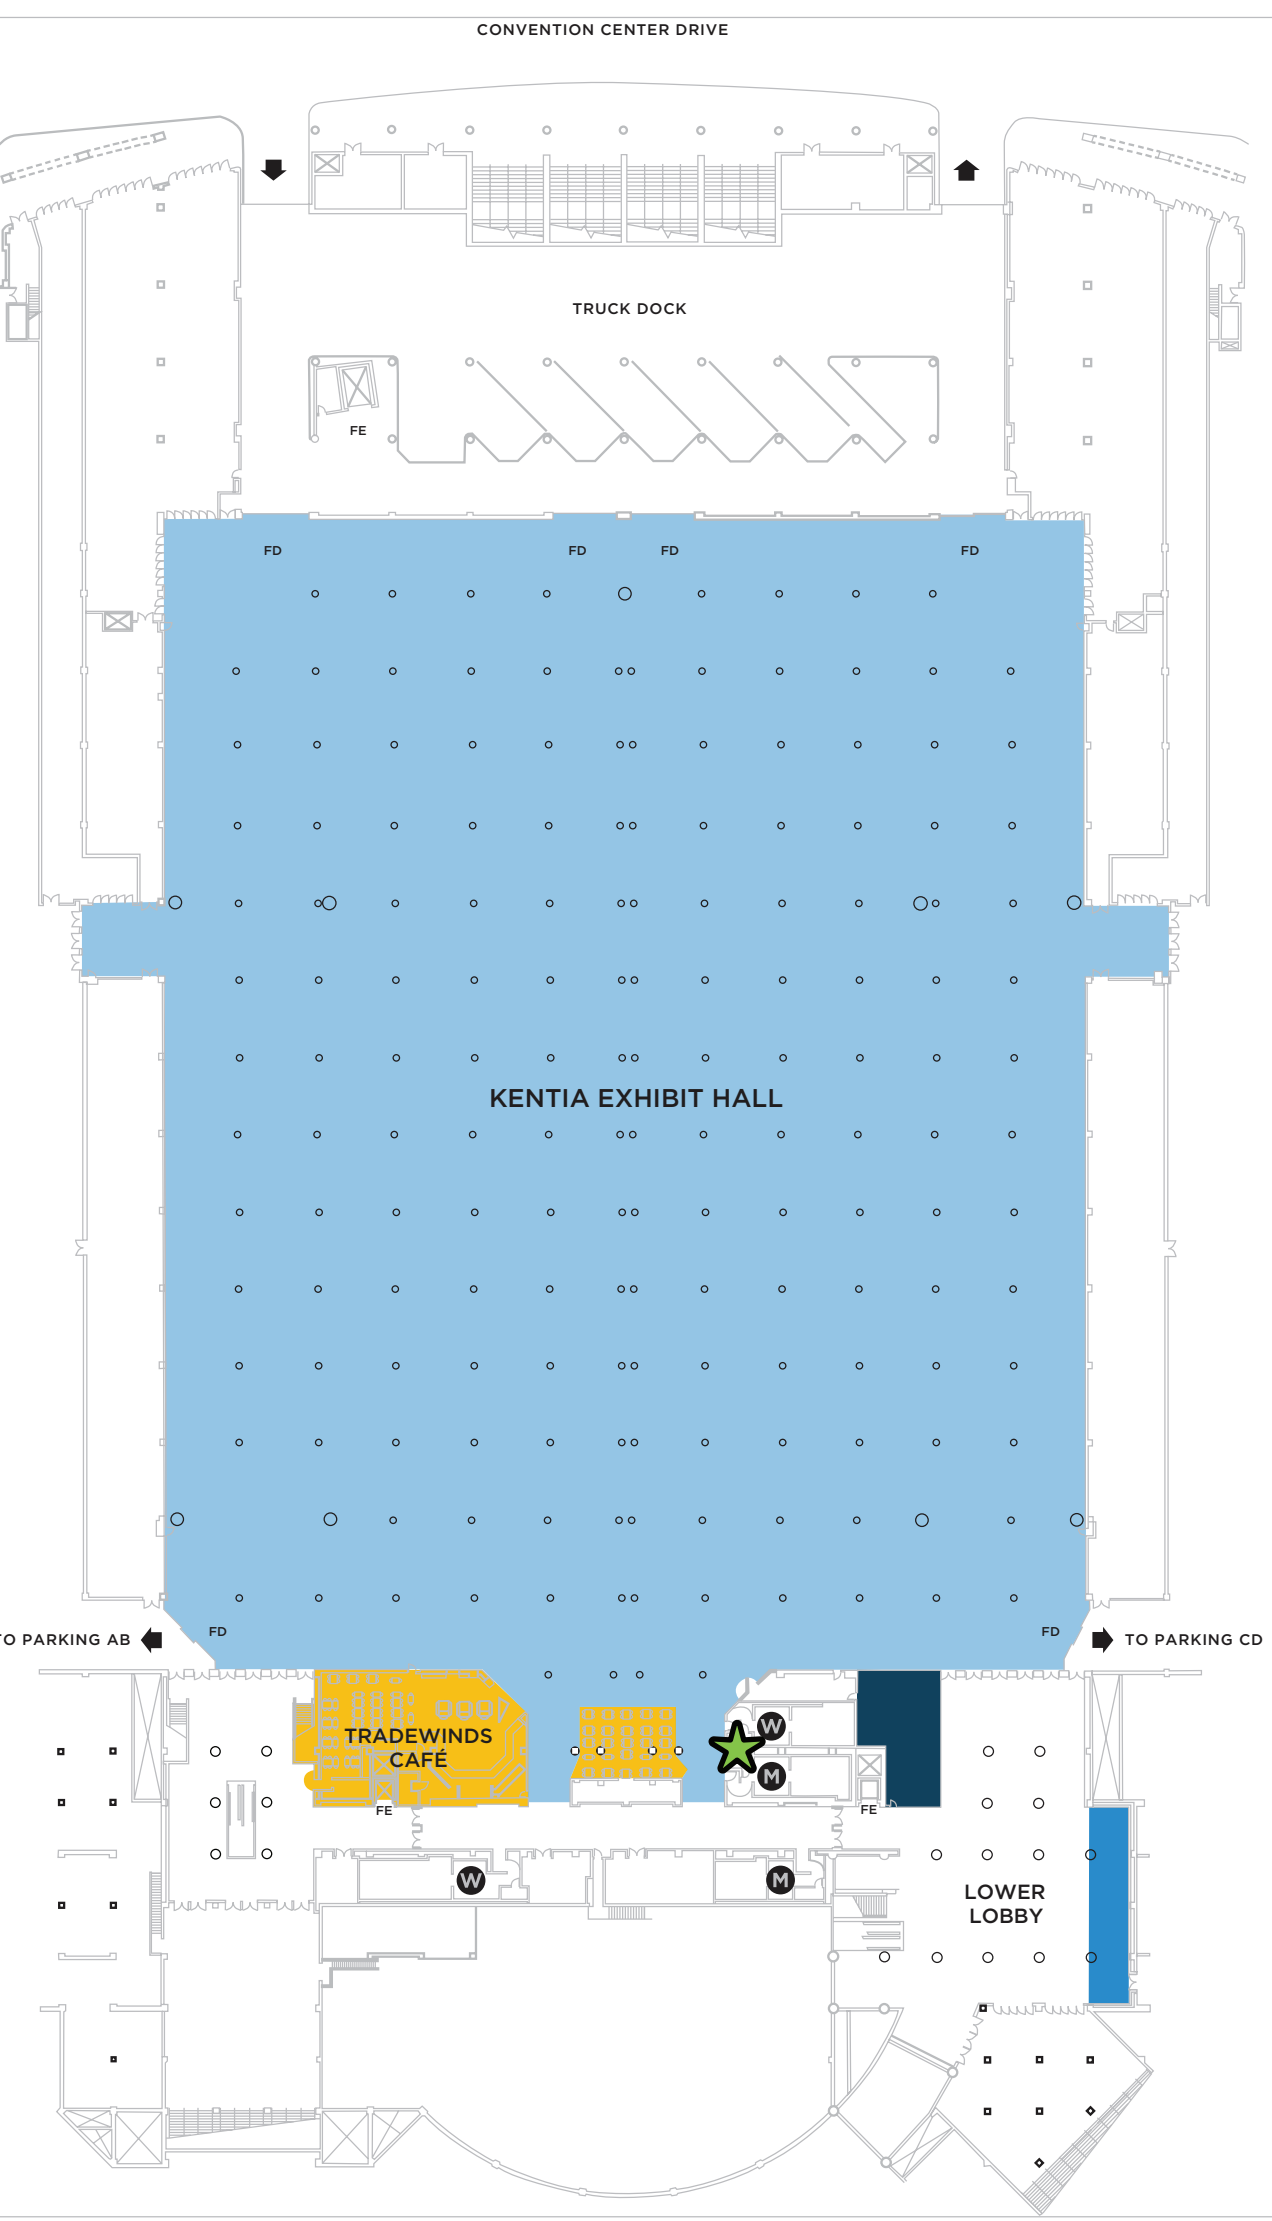 CONVENTION CENTER DRIVE
TRUCK DOCK
FE
FD FD FD FD
KENTIA EXHIBIT HALL
FD FD
TO PARKING AB
TO PARKING CD
W
TRADEWINDS
CAFÉ
M
FE FE
W M
LOWER
LOBBY